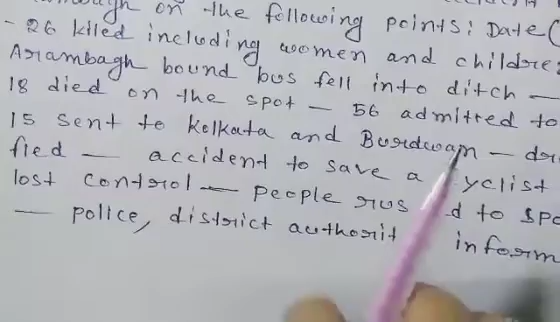 on the following points: Date (
- 26 killed including women and childre
Arambagh bound bus fell into ditch —
18 died on the spot — 56 admitted to
15 sent to Kolkata and Burdwan — dr
fied — accident to save a yclist
lost control — people rus d to spo
— police, district authorit inform